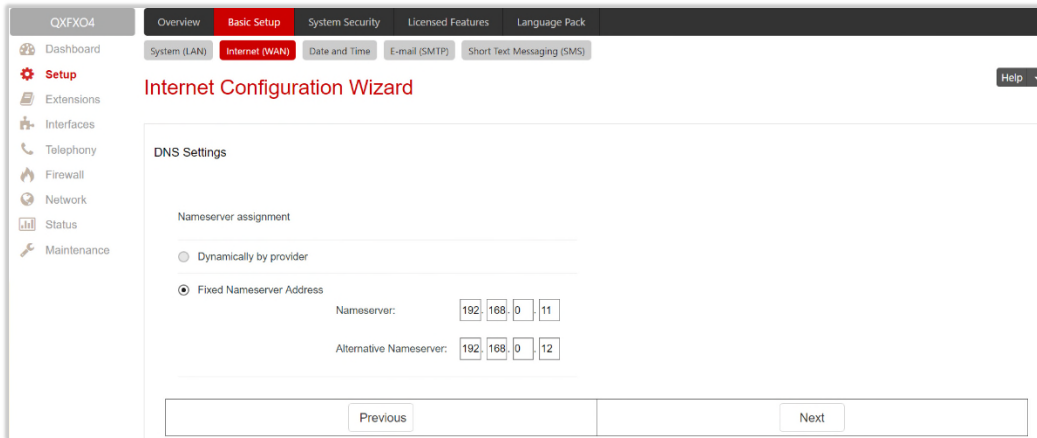 QXFXO4
Overview
Basic Setup
System Security
Licensed Features
Language Pack
Dashboard
Setup
Extensions
Interfaces
Telephony
Firewall
Network
Status
Maintenance
System (LAN)
Internet (WAN)
Date and Time
E-mail (SMTP)
Short Text Messaging (SMS)
Internet Configuration Wizard
Help
DNS Settings
Nameserver assignment
Dynamically by provider
Fixed Nameserver Address
Nameserver: 192. 168. 0 . 11
Alternative Nameserver: 192. 168. 0 . 12
Previous
Next